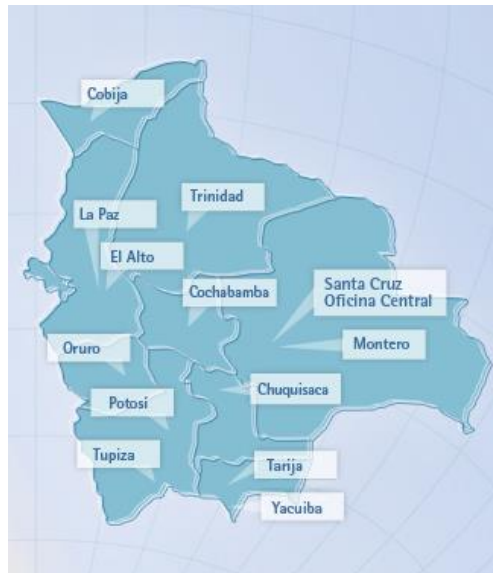 Cobija
Trinidad
La Paz
El Alto
Cochabamba
Santa Cruz
Oficina Central
Oruro
Montero
Chuquisaca
Potosí
Tupiza
Tarija
Yacuiba